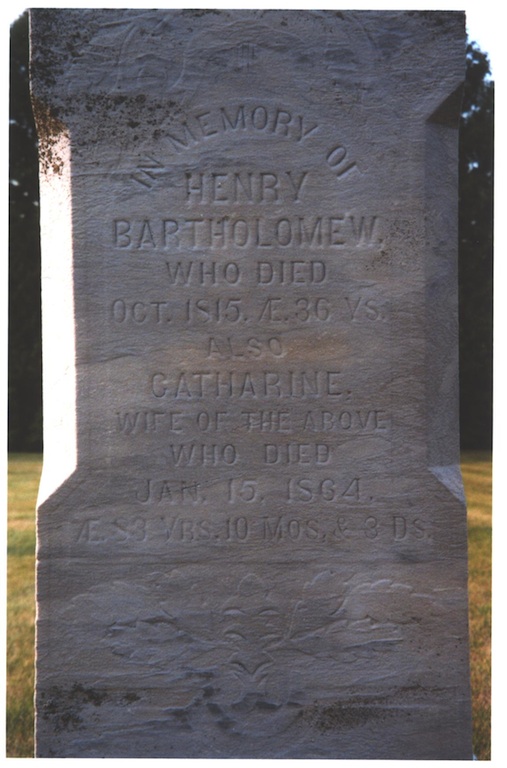 IN MEMORY OF
HENRY
BARTHOLOMEW,
WHO DIED
OCT. 1815. Æ. 36 YS.
ALSO
CATHARINE.
WIFE OF THE ABOVE
WHO DIED
JAN. 15, 1864.
Æ. 83 YRS. 10 MOS, & 8 DS.